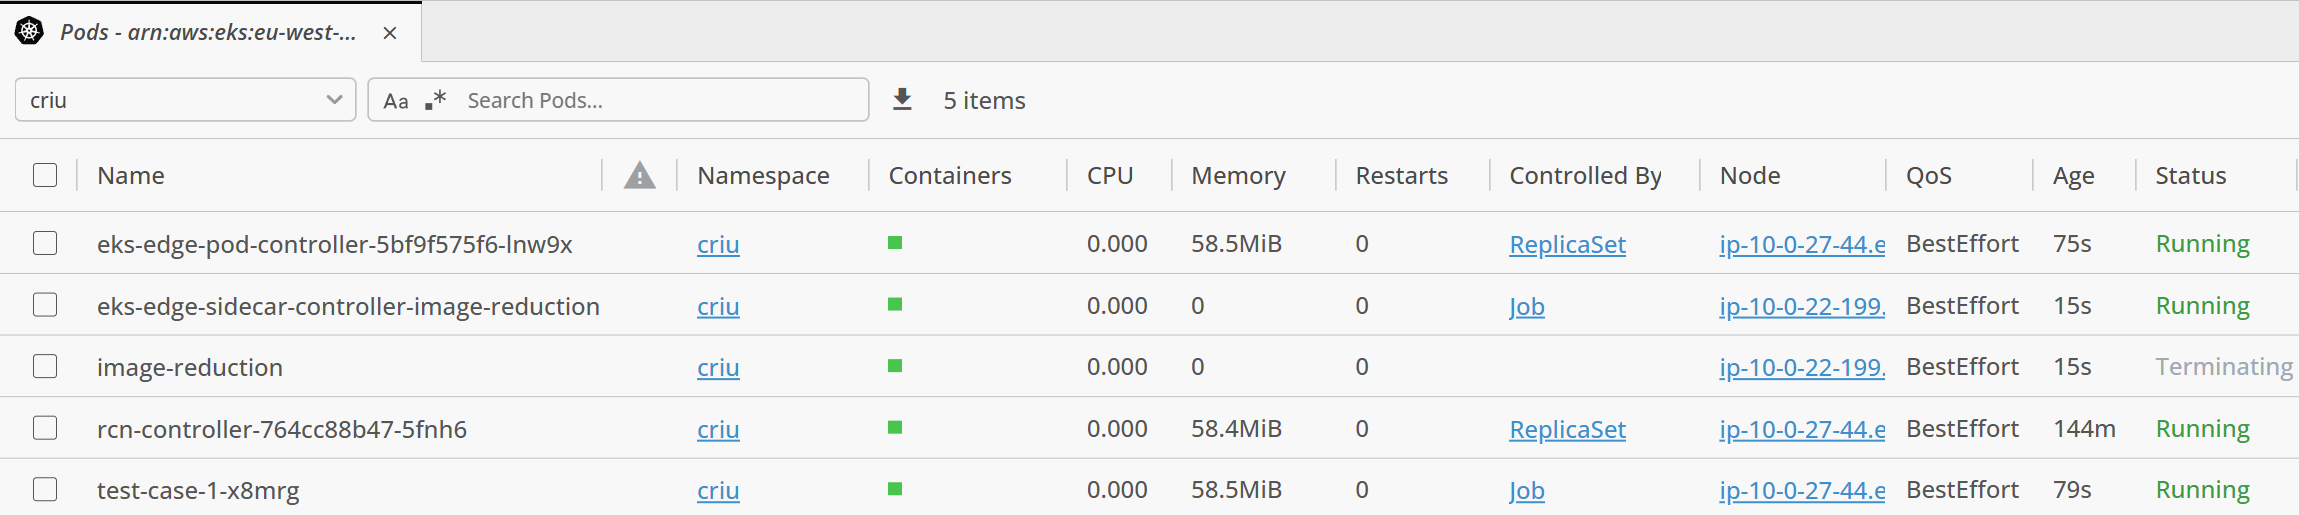 Pods - arn:aws:eks:eu-west-...
criu Aa .* Search Pods... 5 items
Name Namespace Containers CPU Memory Restarts Controlled By Node QoS Age Status
eks-edge-pod-controller-5bf9f575f6-lnw9x criu 0.000 58.5MiB 0 ReplicaSet ip-10-0-27-44.e BestEffort 75s Running
eks-edge-sidecar-controller-image-reduction criu 0.000 0 0 Job ip-10-0-22-199. BestEffort 15s Running
image-reduction criu 0.000 0 0 ip-10-0-22-199. BestEffort 15s Terminating
rcn-controller-764cc88b47-5fnh6 criu 0.000 58.4MiB 0 ReplicaSet ip-10-0-27-44.e BestEffort 144m Running
test-case-1-x8mrg criu 0.000 58.5MiB 0 Job ip-10-0-27-44.e BestEffort 79s Running